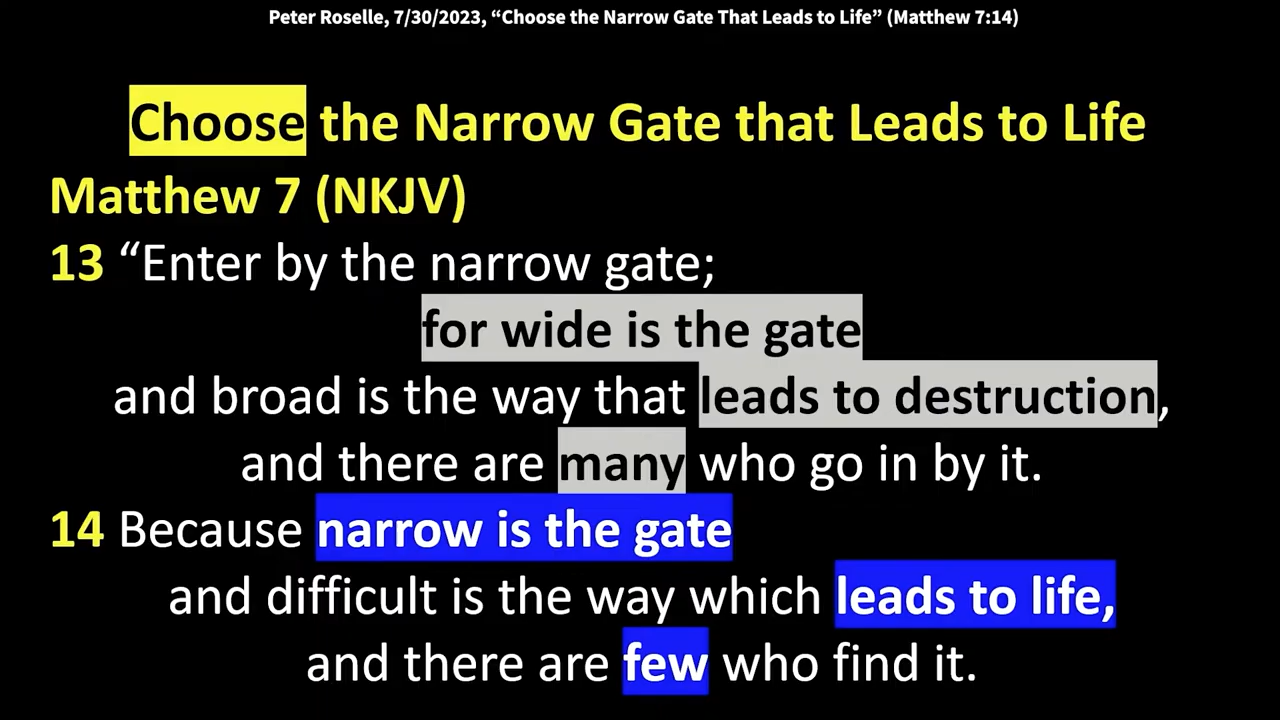 Peter Roselle, 7/30/2023, “Choose the Narrow Gate That Leads to Life” (Matthew 7:14)
Choose the Narrow Gate that Leads to Life
Matthew 7 (NKJV)
13 “Enter by the narrow gate;
for wide is the gate
and broad is the way that leads to destruction,
and there are many who go in by it.
14 Because narrow is the gate
and difficult is the way which leads to life,
and there are few who find it.